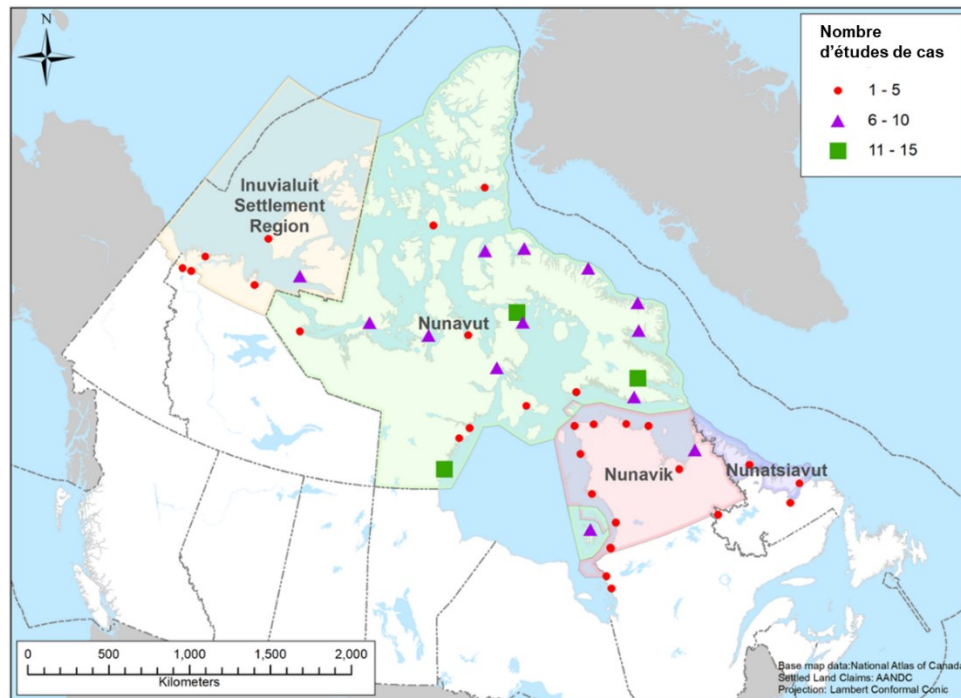 N
Nombre
d'études de cas
1 - 5
6 - 10
11 - 15
Inuvialuit
Settlement
Region
Nunavut
Nunavik
Nunatsiavut
0 500 1,000 1,500 2,000
Kilometers
Base map data:National Atlas of Canada
Settled Land Claims: AANDC
Projection: Lambert Conformal Conic